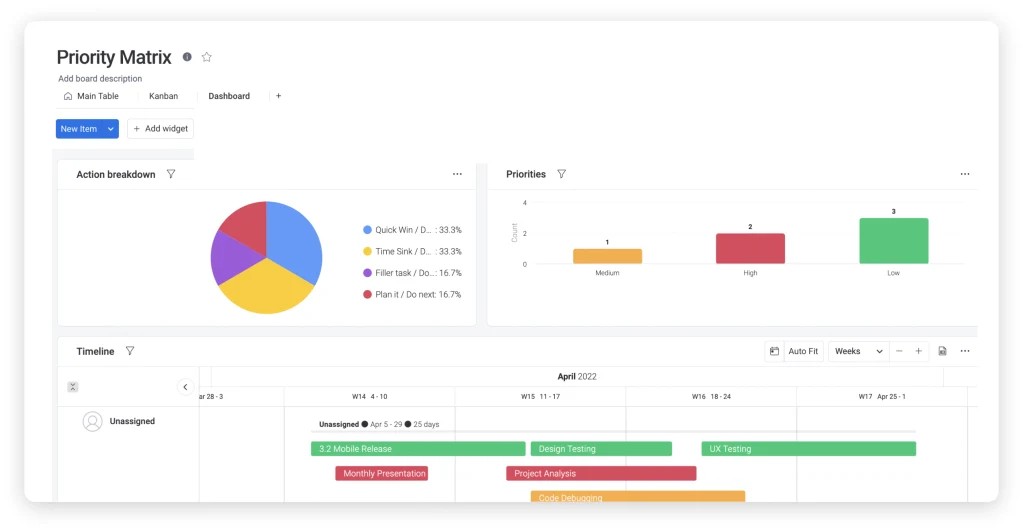 Priority Matrix
Add board description
Main Table Kanban Dashboard +
New Item + Add widget
Action breakdown
Quick Win / D... : 33.3%
Time Sink / D... : 33.3%
Filler task / Do...: 16.7%
Plan it / Do next: 16.7%
Priorities
Count
4
2
0
1
2
3
Medium High Low
Timeline
Auto Fit Weeks − +
April 2022
ar 28 - 3 W14 4 - 10 W15 11 - 17 W16 18 - 24 W17 Apr 25 - 1
Unassigned
Unassigned ● Apr 5 - 29 ● 25 days
3.2 Mobile Release Design Testing UX Testing
Monthly Presentation Project Analysis
Code Debugging